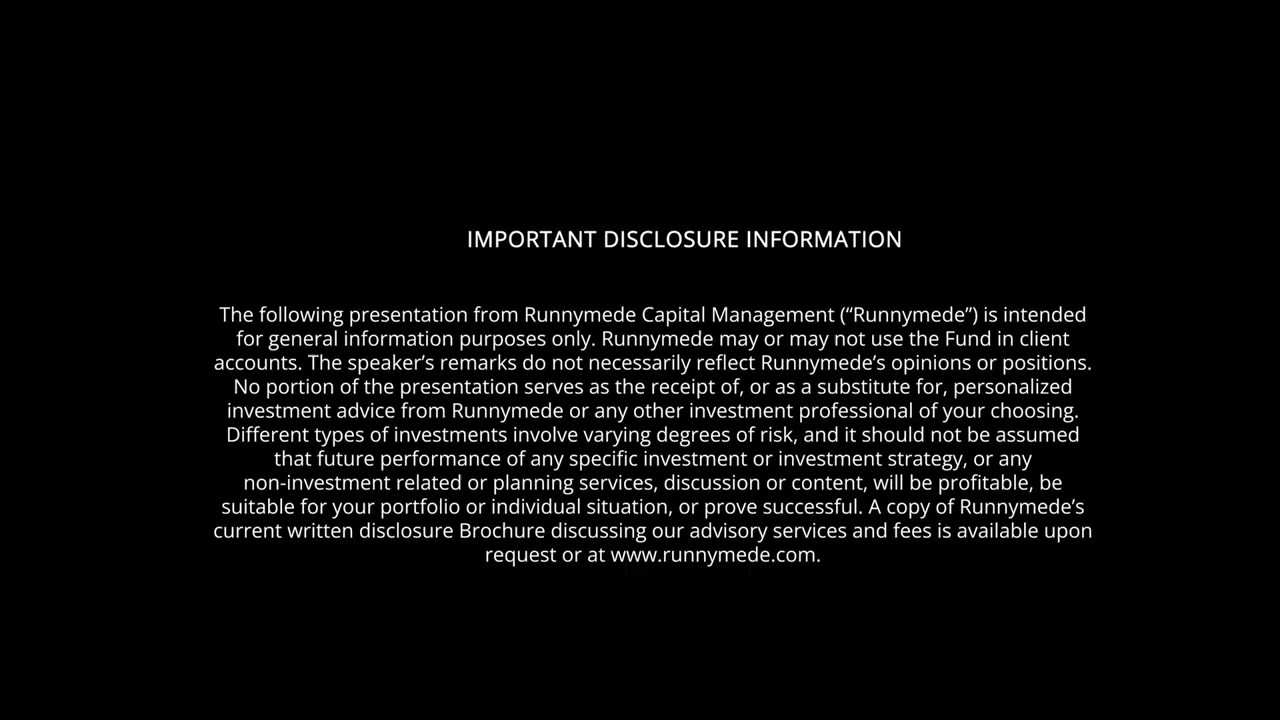 IMPORTANT DISCLOSURE INFORMATION
The following presentation from Runnymede Capital Management (“Runnymede”) is intended
for general information purposes only. Runnymede may or may not use the Fund in client
accounts. The speaker’s remarks do not necessarily reflect Runnymede’s opinions or positions.
No portion of the presentation serves as the receipt of, or as a substitute for, personalized
investment advice from Runnymede or any other investment professional of your choosing.
Different types of investments involve varying degrees of risk, and it should not be assumed
that future performance of any specific investment or investment strategy, or any
non-investment related or planning services, discussion or content, will be profitable, be
suitable for your portfolio or individual situation, or prove successful. A copy of Runnymede’s
current written disclosure Brochure discussing our advisory services and fees is available upon
request or at www.runnymede.com.